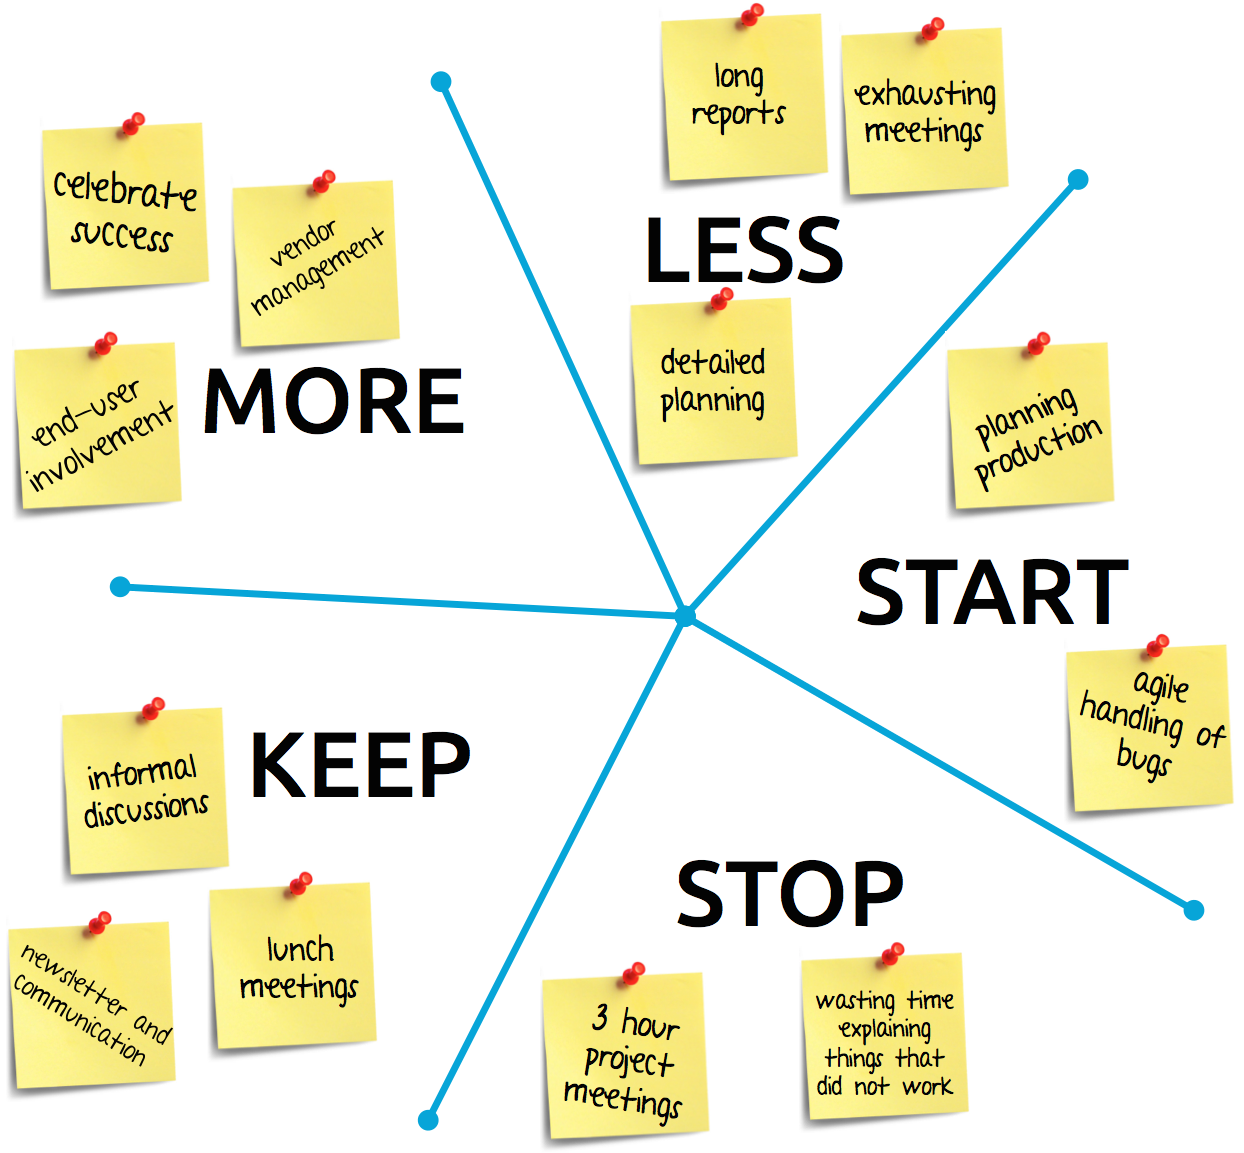 long
reports
exhausting
meetings
LESS
detailed
planning
celebrate
success
vendor
management
end-user
involvement
MORE
planning
production
START
agile
handling of
bugs
KEEP
informal
discussions
lunch
meetings
newsletter and
communication
STOP
3 hour
project
meetings
wasting time
explaining
things that
did not work